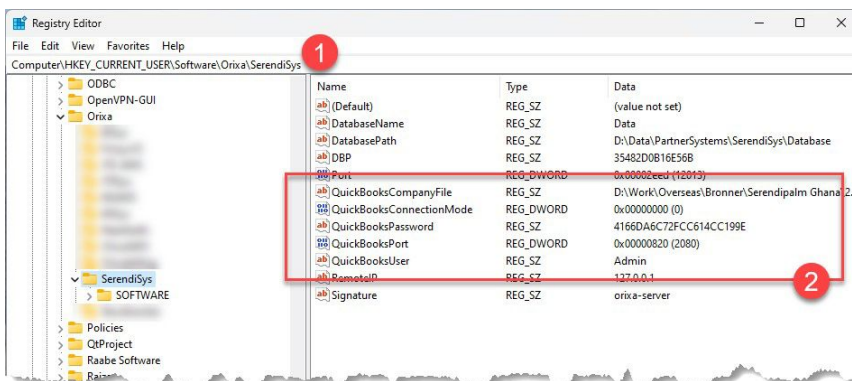 Registry Editor
File Edit View Favorites Help
1
Computer\HKEY_CURRENT_USER\Software\Orixa\SerendiSys
ODBC
OpenVPN-GUI
Orixa
SerendiSys
SOFTWARE
Policies
QtProject
Raabe Software
Name Type Data
(Default) REG_SZ (value not set)
DatabaseName REG_SZ Data
DatabasePath REG_SZ D:\Data\PartnerSystems\SerendiSys\Database
DBP REG_SZ 35482D0B16E56B
Port REG_DWORD 0x00002eed (12013)
QuickBooksCompanyFile REG_SZ D:\Work\Overseas\Bronner\Serendipalm Ghana\2.
QuickBooksConnectionMode REG_DWORD 0x00000000 (0)
QuickBooksPassword REG_SZ 4166DA6C72FCC614CC199E
QuickBooksPort REG_DWORD 0x00000820 (2080)
QuickBooksUser REG_SZ Admin
RemoteIP REG_SZ 127.0.0.1
Signature REG_SZ orixa-server
2